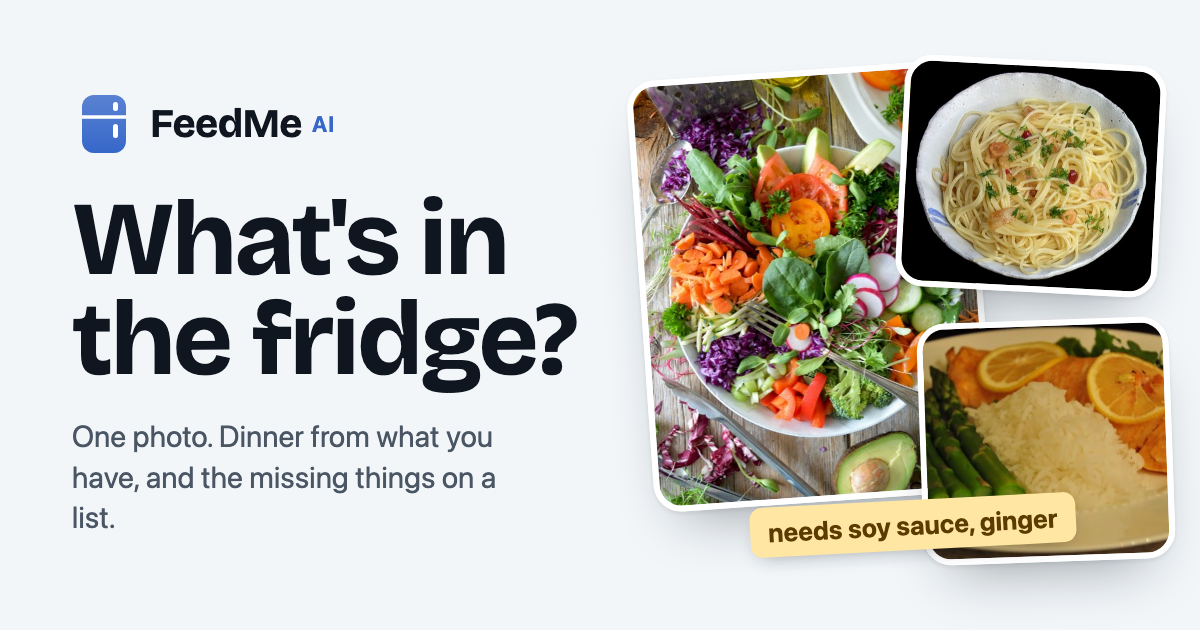 FeedMe AI
What's in
the fridge?
One photo. Dinner from what you
have, and the missing things on a
list.
needs soy sauce, ginger